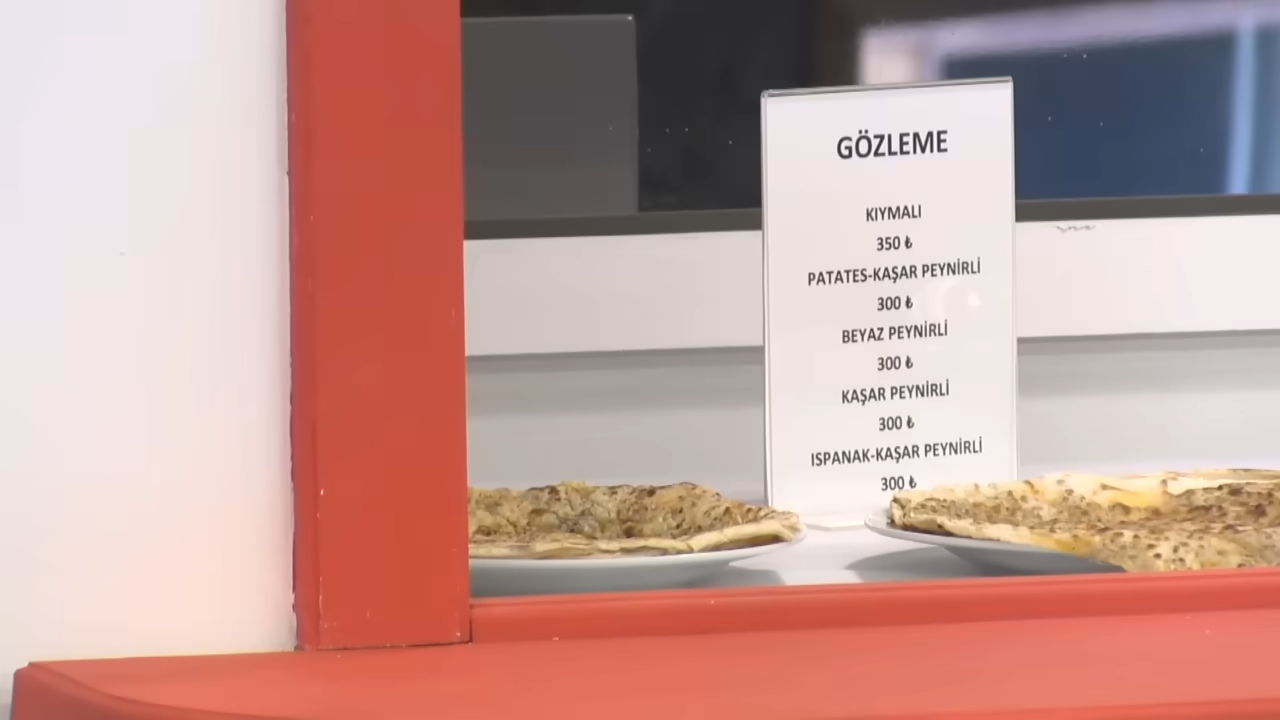 GÖZLEME
KIYMALI
350 ₺
PATATES-KAŞAR PEYNİRLİ
300 ₺
BEYAZ PEYNİRLİ
300 ₺
KAŞAR PEYNİRLİ
300 ₺
ISPANAK-KAŞAR PEYNİRLİ
300 ₺